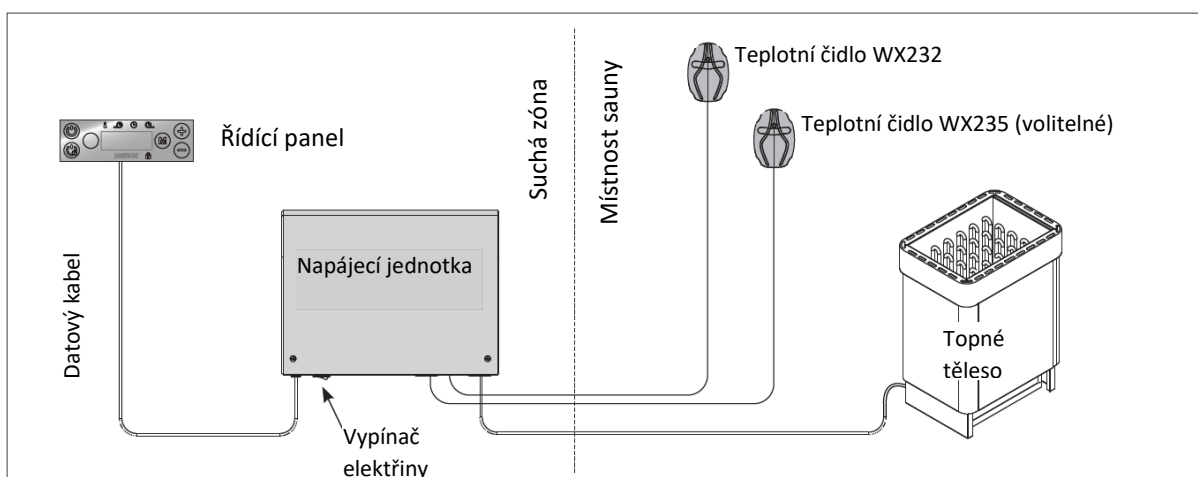 Teplotní čidlo WX232
Teplotní čidlo WX235 (volitelné)
Řídící panel
Suchá zóna
Místnost sauny
Datový kabel
Napájecí jednotka
Topné
těleso
Vypínač
elektřiny
M